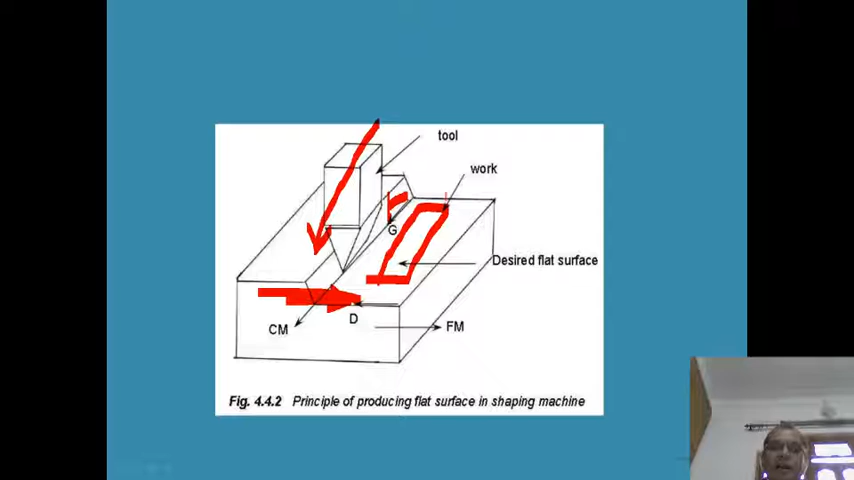 tool
work
G
Desired flat surface
D
CM
FM
Fig. 4.4.2 Principle of producing flat surface in shaping machine